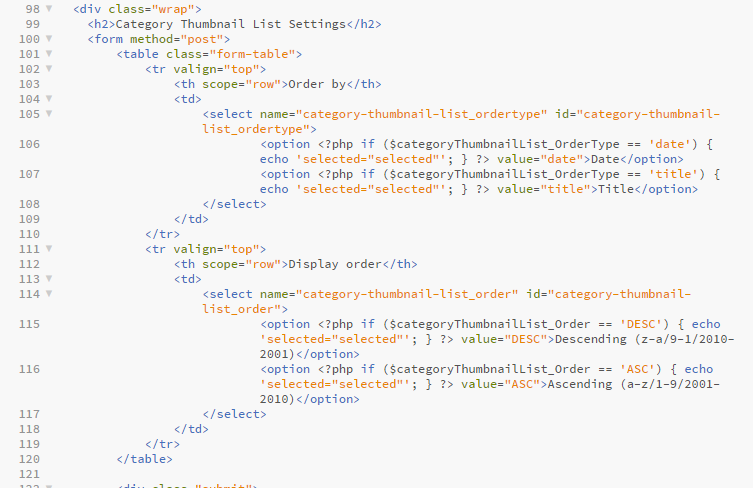 98 <div class="wrap">
99 <h2>Category Thumbnail List Settings</h2>
100 <form method="post">
101 <table class="form-table">
102 <tr valign="top">
103 <th scope="row">Order by</th>
104 <td>
105 <select name="category-thumbnail-list_ordertype" id="category-thumbnail-
list_ordertype">
106 <option <?php if ($categoryThumbnailList_OrderType == 'date') {
echo 'selected="selected"'; } ?> value="date">Date</option>
107 <option <?php if ($categoryThumbnailList_OrderType == 'title') {
echo 'selected="selected"'; } ?> value="title">Title</option>
108 </select>
109 </td>
110 </tr>
111 <tr valign="top">
112 <th scope="row">Display order</th>
113 <td>
114 <select name="category-thumbnail-list_order" id="category-thumbnail-
list_order">
115 <option <?php if ($categoryThumbnailList_Order == 'DESC') { echo
'selected="selected"'; } ?> value="DESC">Descending (z-a/9-1/2010-
2001)</option>
116 <option <?php if ($categoryThumbnailList_Order == 'ASC') { echo
'selected="selected"'; } ?> value="ASC">Ascending (a-z/1-9/2001-
2010)</option>
117 </select>
118 </td>
119 </tr>
120 </table>
121